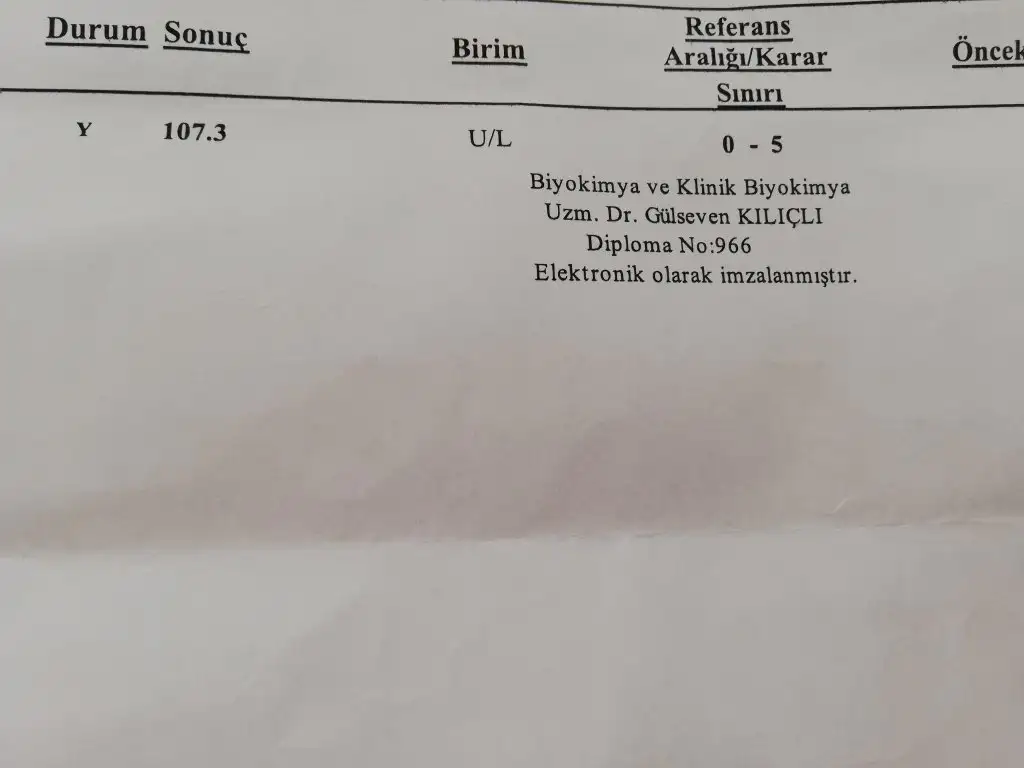 Durum Sonuç Birim Referans Aralığı/Karar Sınırı Öncek
Y 107.3 U/L 0 - 5
Biyokimya ve Klinik Biyokimya
Uzm. Dr. Gülseven KILIÇLI
Diploma No:966
Elektronik olarak imzalanmıştır.